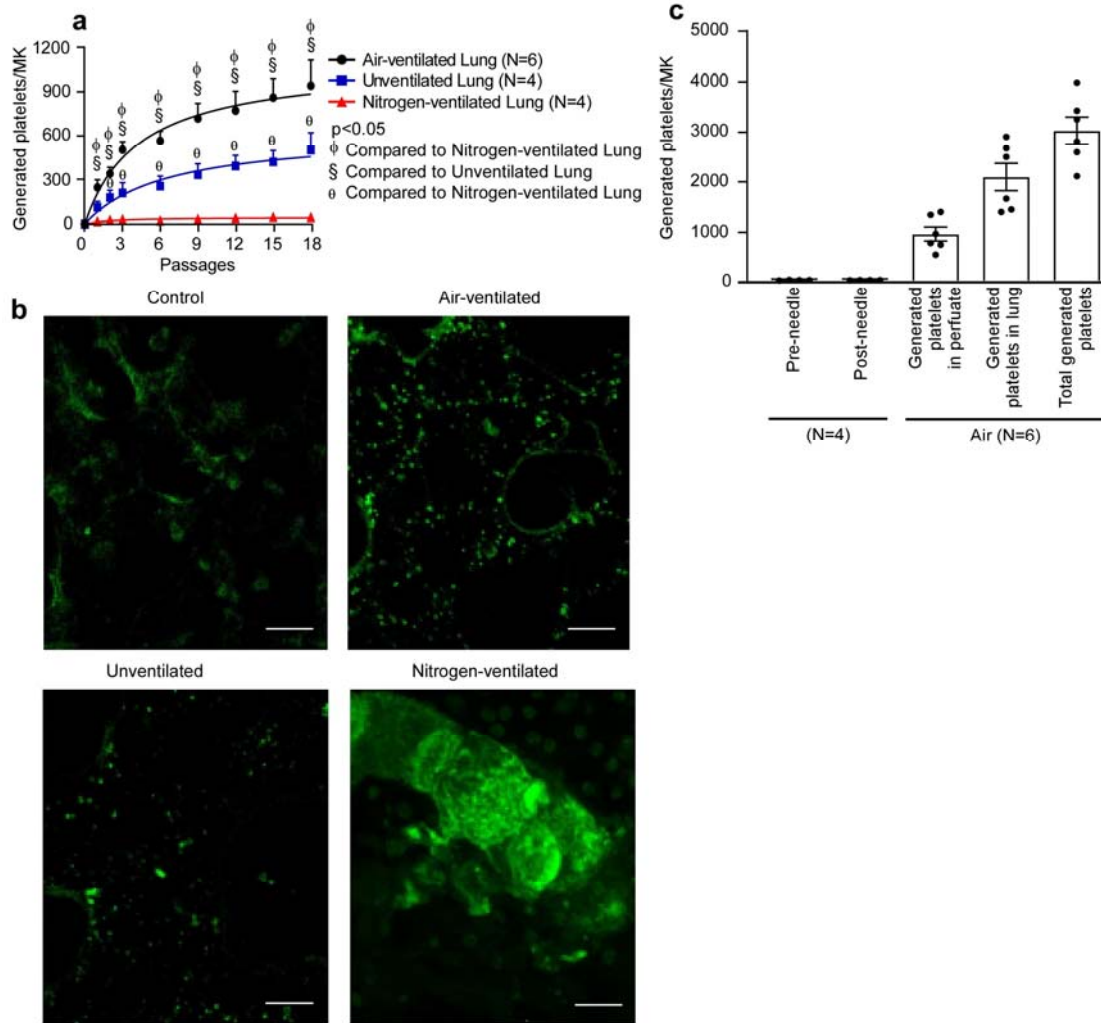 a
Generated platelets/MK
1200
900
600
300
0
0 3 6 9 12 15 18
Passages
ϕ ϕ ϕ ϕ ϕ ϕ ϕ ϕ
§ § § § § § § §
θ θ θ θ θ θ θ
Air-ventilated Lung (N=6)
Unventilated Lung (N=4)
Nitrogen-ventilated Lung (N=4)
p<0.05
ϕ Compared to Nitrogen-ventilated Lung
§ Compared to Unventilated Lung
θ Compared to Nitrogen-ventilated Lung
b
Control
Air-ventilated
Unventilated
Nitrogen-ventilated
c
Generated platelets/MK
5000
4000
3000
2000
1000
0
Pre-needle
Post-needle
Generated
platelets
in perfuate
Generated
platelets in lung
Total generated
platelets
(N=4)
Air (N=6)